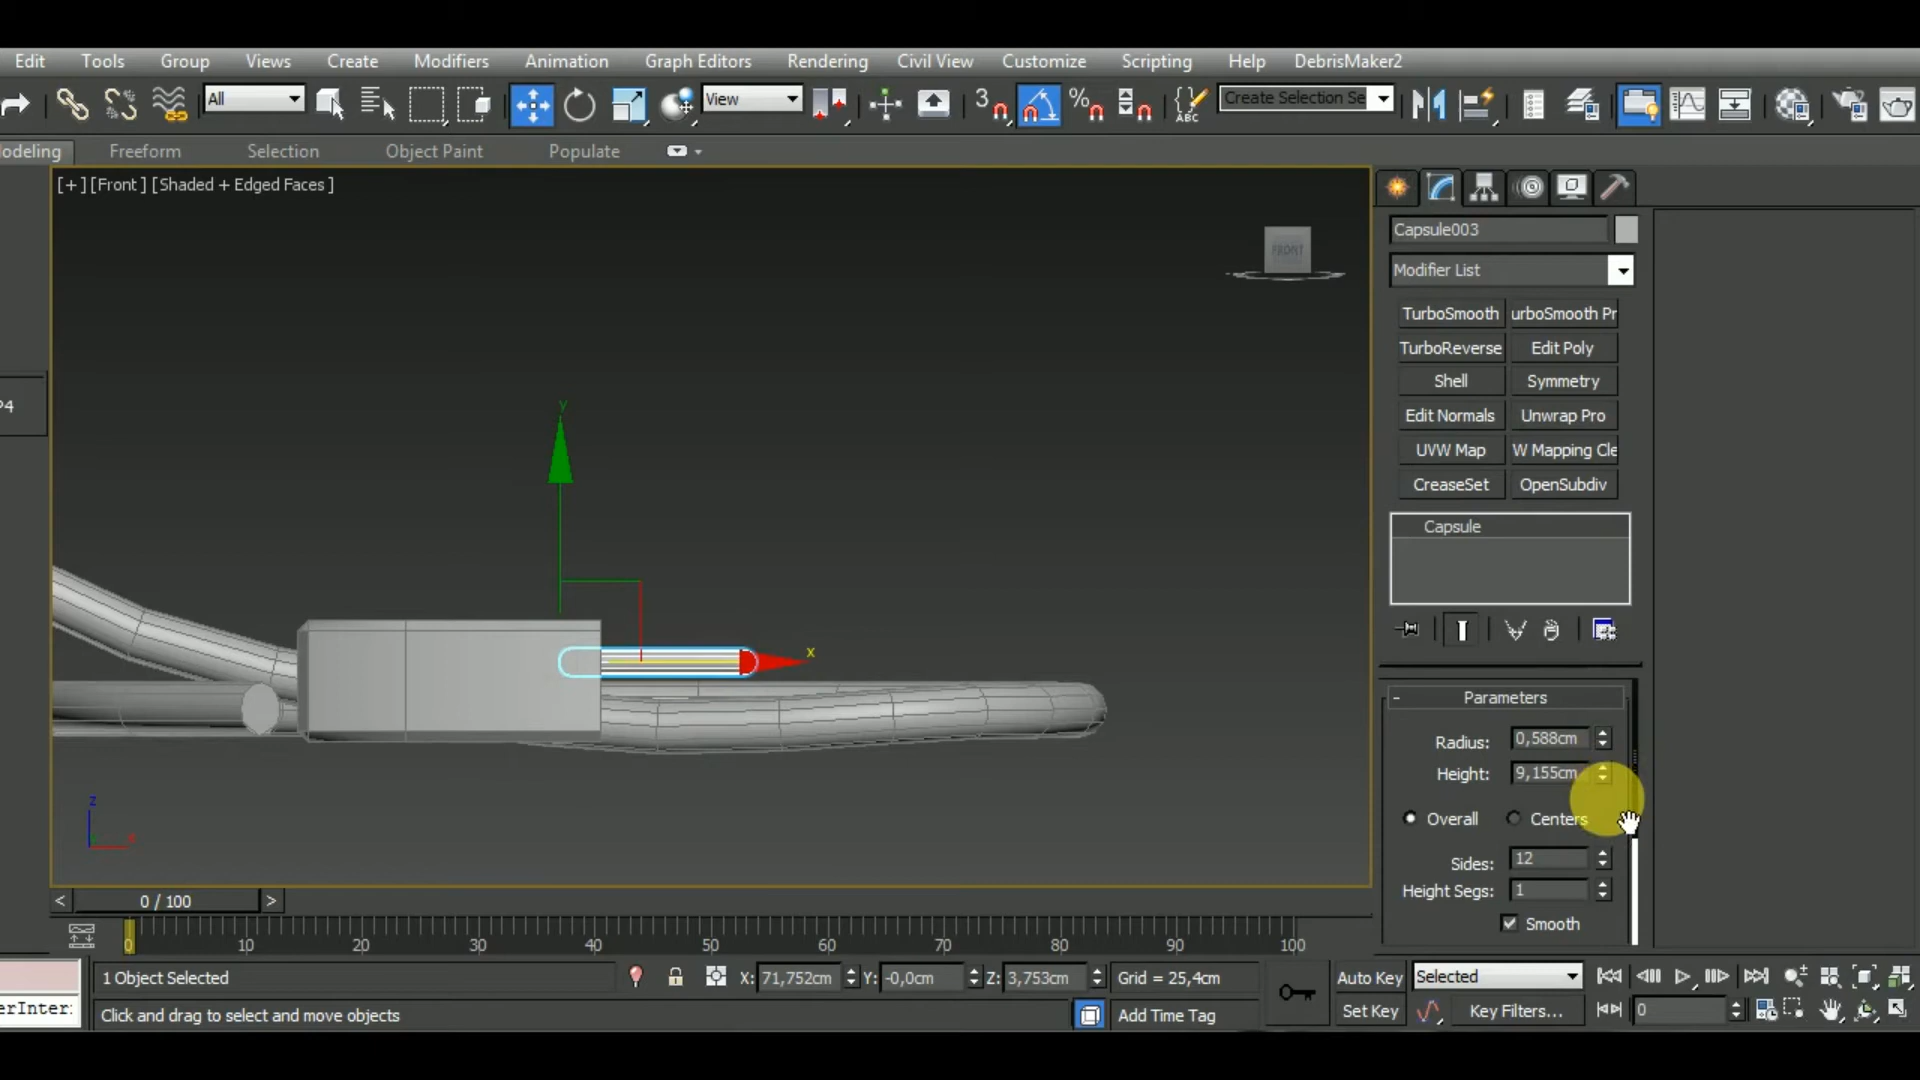 Edit Tools Group Views Create Modifiers Animation Graph Editors Rendering Civil View Customize Scripting Help DebrisMaker2
All View 3 % ABC Create Selection Se
odeling Freeform Selection Object Paint Populate
[+] [Front ] [Shaded + Edged Faces ]
FRONT
Capsule003
Modifier List
TurboSmooth urboSmooth Pr
TurboReverse Edit Poly
Shell Symmetry
Edit Normals Unwrap Pro
UVW Map W Mapping Cle
CreaseSet OpenSubdiv
Capsule
P4
y
x
z
- Parameters
Radius: 0,588cm
Height: 9,155cm
Overall Centers
Sides: 12
Height Segs: 1
Smooth
< 0 / 100 >
0 10 20 30 40 50 60 70 80 90 100
1 Object Selected X: 71,752cm Y: -0,0cm Z: 3,753cm Grid = 25,4cm Auto Key Selected
erInter: Click and drag to select and move objects Add Time Tag Set Key Key Filters... 0